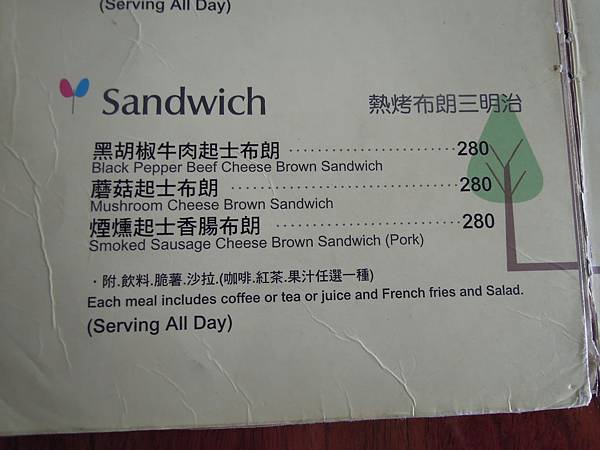 (Serving All Day)
Sandwich 熱烤布朗三明治
黑胡椒牛肉起士布朗 ························ 280
Black Pepper Beef Cheese Brown Sandwich
蘑菇起士布朗 ································ 280
Mushroom Cheese Brown Sandwich
煙燻起士香腸布朗 ·························· 280
Smoked Sausage Cheese Brown Sandwich (Pork)
·附.飲料.脆薯.沙拉.(咖啡.紅茶.果汁任選一種)
Each meal includes coffee or tea or juice and French fries and Salad.
(Serving All Day)